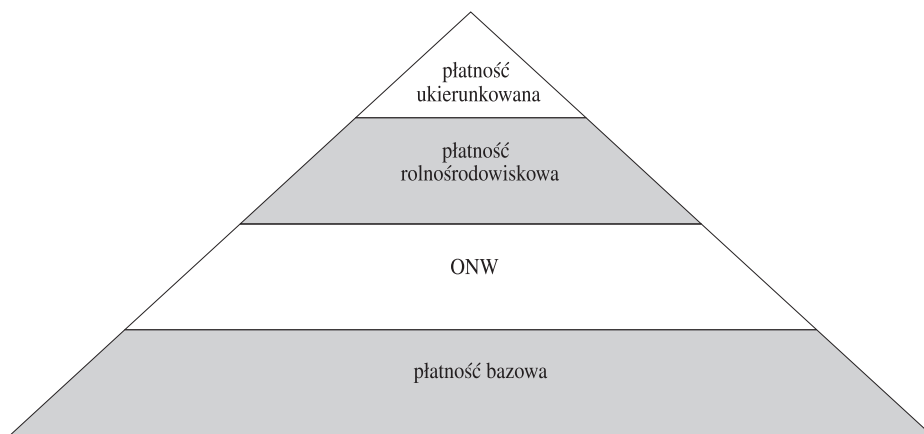 płatność
ukierunkowana
płatność
rolnośrodowiskowa
ONW
płatność bazowa